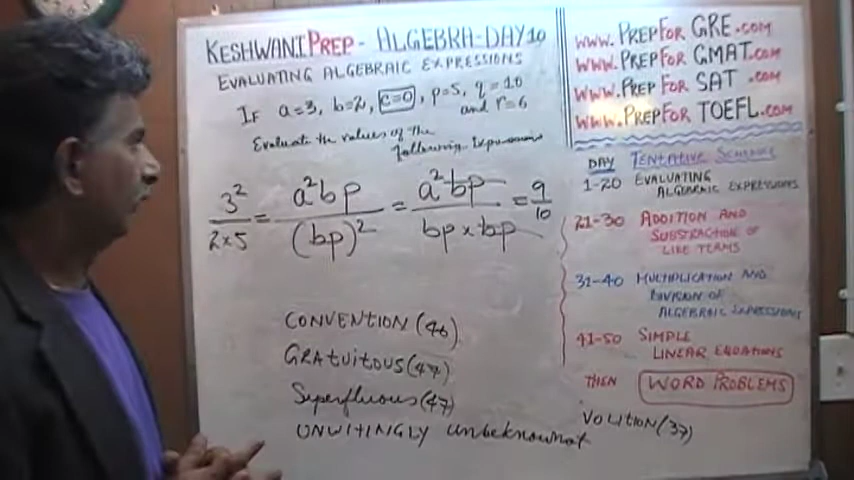 KESHWANI PREP - ALGEBRA - DAY 10
EVALUATING ALGEBRAIC EXPRESSIONS
IF a=3, b=2, c=0, p=5, q=10
and r=6
Evaluate the values of the
following Expressions
3²/2×5 = a²bp/(bp)² = a²bp/bp×bp = 9/10
CONVENTION (46)
GRATUITOUS (47)
Superfluous (47)
UNWITINGLY unbeknownst
www.PREPFOR GRE.com
www.PREPFOR GMAT.com
www.PREPFOR SAT.com
www.PREPFOR TOEFL.com
DAY TENTATIVE SCHEDULE
1-20 EVALUATING
ALGEBRAIC EXPRESSIONS
21-30 ADDITION AND
SUBSTRACTION OF
LIKE TERMS
31-40 MULTIPLICATION AND
DIVISION OF
ALGEBRAIC EXPRESSIONS
41-50 SIMPLE
LINEAR EQUATIONS
THEN WORD PROBLEMS
VOLITION (37)